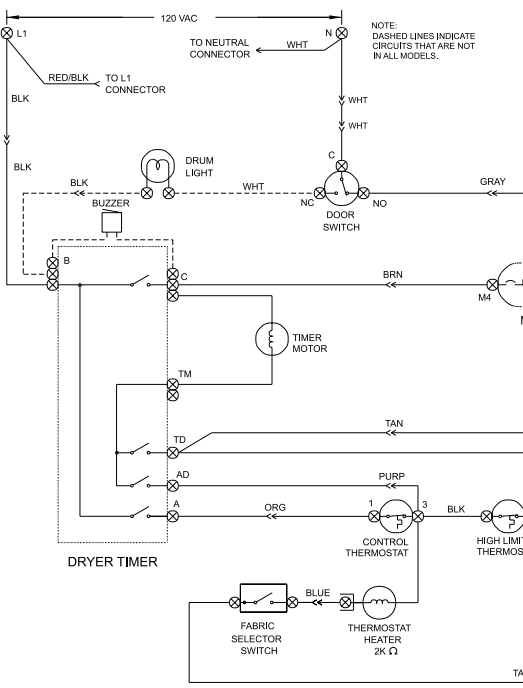 120 VAC
L1
N
NOTE:
DASHED LINES INDICATE
CIRCUITS THAT ARE NOT
IN ALL MODELS.
TO NEUTRAL
CONNECTOR
WHT
RED/BLK
TO L1
CONNECTOR
BLK
WHT
WHT
BLK
C
DRUM
LIGHT
BLK
WHT
GRAY
NC
NO
BUZZER
DOOR
SWITCH
B
C
BRN
M4
TIMER
MOTOR
TM
TAN
TD
AD
PURP
A
ORG
1
3
BLK
CONTROL
THERMOSTAT
HIGH LIMIT
THERMOS
DRYER TIMER
BLUE
FABRIC
SELECTOR
SWITCH
THERMOSTAT
HEATER
2K Ω
TA